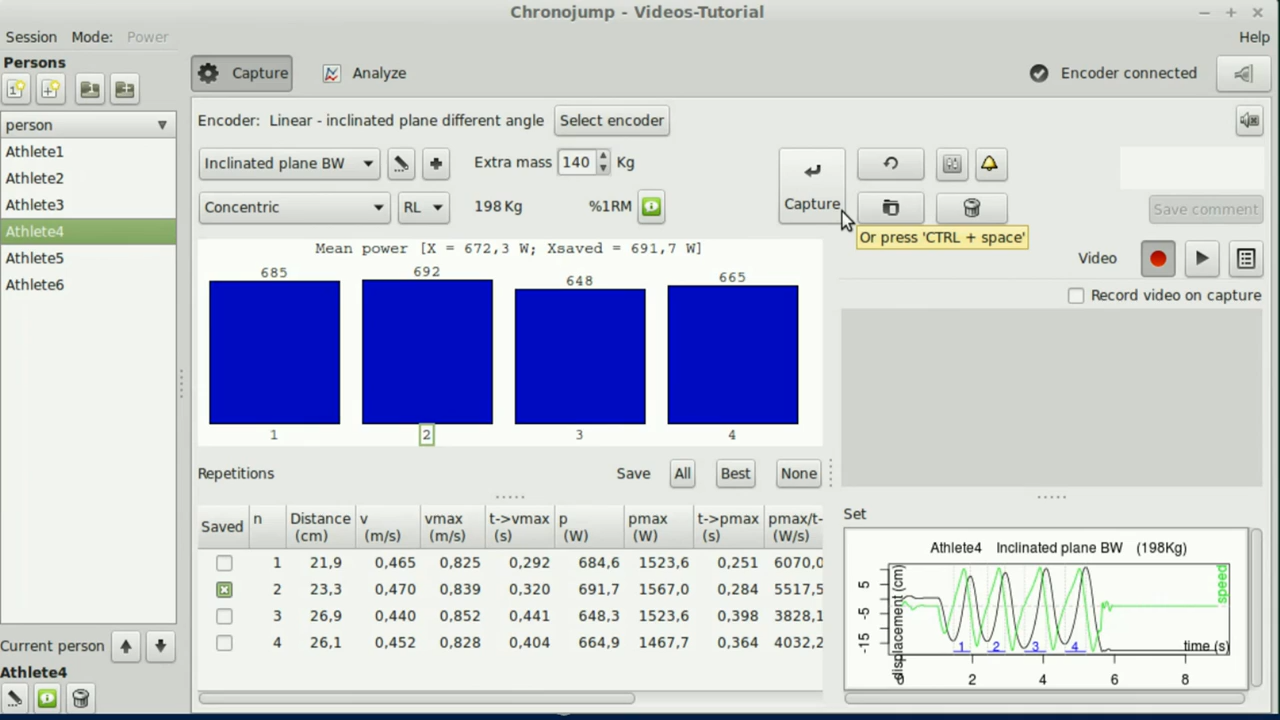 Chronojump - Videos-Tutorial
Session Mode: Power Help
Persons
Capture Analyze Encoder connected
person
Athlete1
Athlete2
Athlete3
Athlete4
Athlete5
Athlete6
Current person
Athlete4
Encoder: Linear - inclinated plane different angle Select encoder
Inclinated plane BW Extra mass 140 Kg
Concentric RL 198 Kg %1RM
Capture
Save comment
Or press 'CTRL + space'
Video
Record video on capture
Mean power [X = 672,3 W; Xsaved = 691,7 W]
685 692 648 665
1 2 3 4
Repetitions Save All Best None
Saved n Distance (cm) v (m/s) vmax (m/s) t->vmax (s) p (W) pmax (W) t->pmax (s) pmax/t- (W/s)
1 21,9 0,465 0,825 0,292 684,6 1523,6 0,251 6070,0
2 23,3 0,470 0,839 0,320 691,7 1567,0 0,284 5517,5
3 26,9 0,440 0,852 0,441 648,3 1523,6 0,398 3828,1
4 26,1 0,452 0,828 0,404 664,9 1467,7 0,364 4032,2
Set
Athlete4 Inclinated plane BW (198Kg)
displacement (cm)
5
-5
-15
speed
1 2 3 4 time (s)
0 2 4 6 8